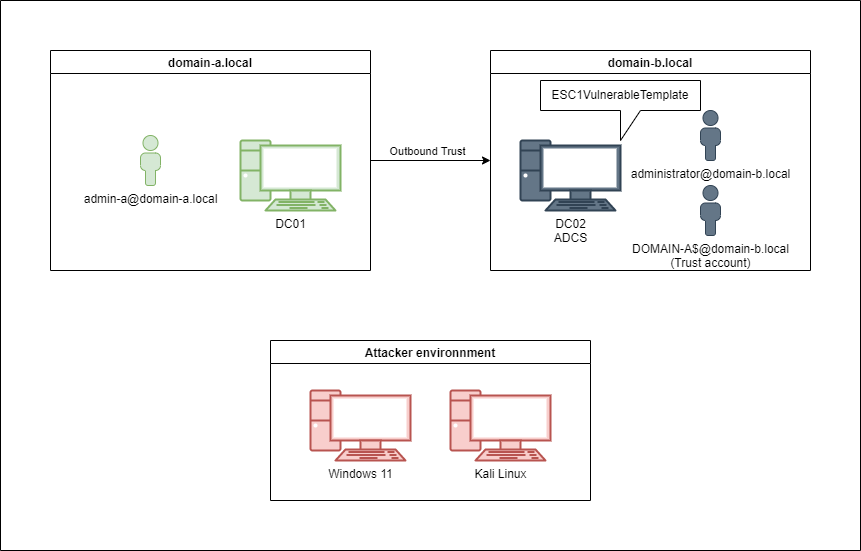 domain-a.local
admin-a@domain-a.local
DC01
Outbound Trust
domain-b.local
ESC1VulnerableTemplate
DC02
ADCS
administrator@domain-b.local
DOMAIN-A$@domain-b.local
(Trust account)
Attacker environnment
Windows 11
Kali Linux